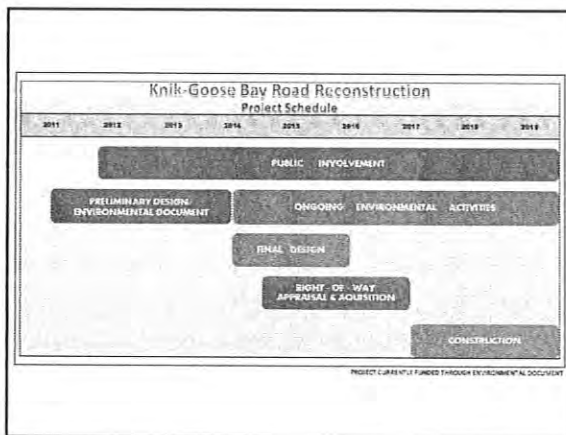 Knik-Goose Bay Road Reconstruction
Project Schedule
2011 2012 2013 2014 2015 2016 2017 2018 2019
PUBLIC INVOLVEMENT
PRELIMINARY DESIGN/
ENVIRONMENTAL DOCUMENT
ONGOING ENVIRONMENTAL ACTIVITIES
FINAL DESIGN
RIGHT-OF-WAY
APPRAISAL & AQUISITION
CONSTRUCTION
PROJECT CURRENTLY FUNDED THROUGH ENVIRONMENTAL DOCUMENT